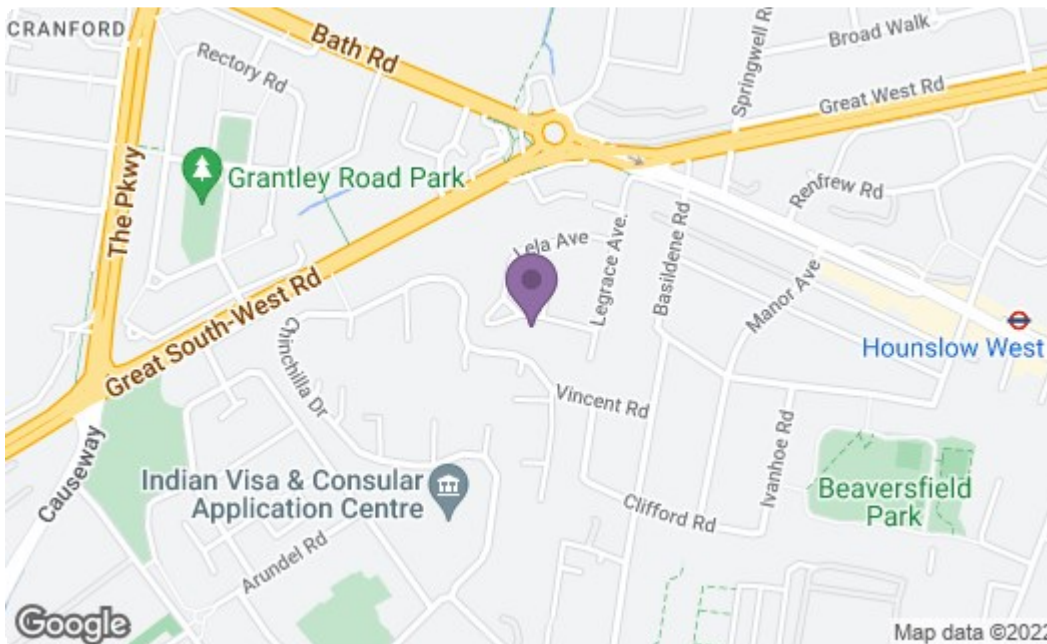 CRANFORD
Rectory Rd
Bath Rd
Springwell Rd
Broad Walk
Great West Rd
The Pkwy
Grantley Road Park
Renfrew Rd
Lela Ave
Legrace Ave.
Basildene Rd
Manor Ave
Great South-West Rd
Hounslow West
Chinchilla Dr
Vincent Rd
Ivanhoe Rd
Causeway
Indian Visa & Consular
Application Centre
Beaversfield
Park
Clifford Rd
Arundel Rd
Google
Map data ©2022